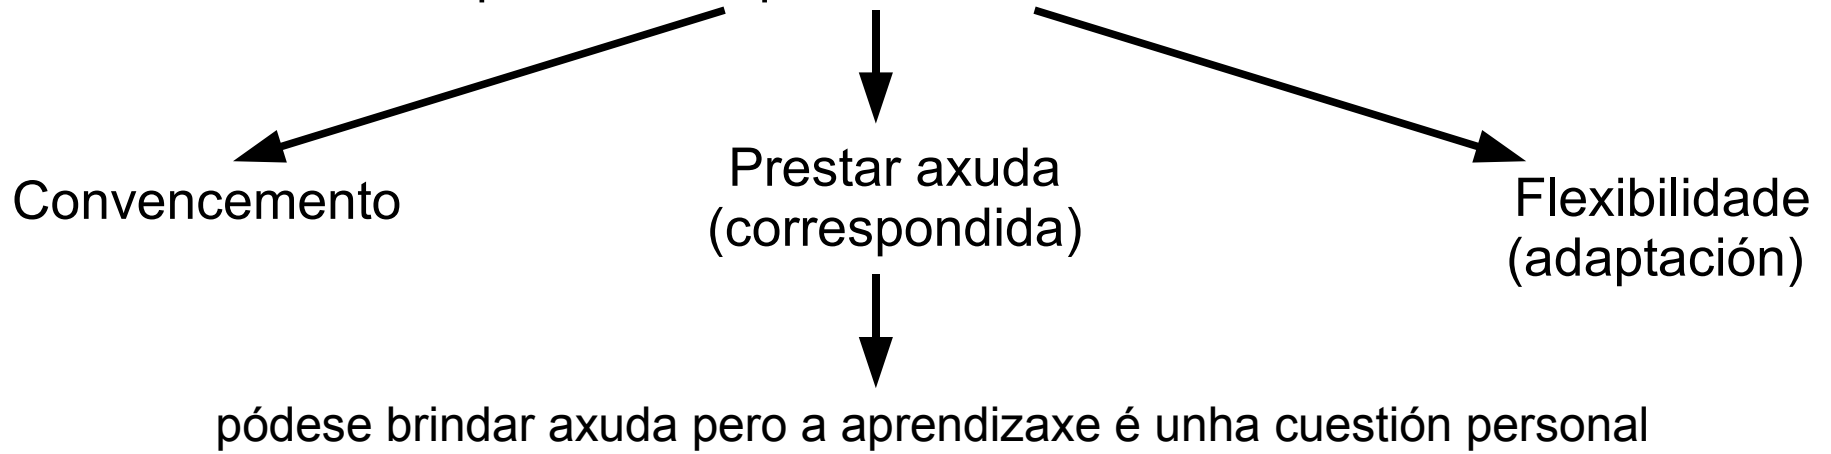 Convencemento
Prestar axuda
(correspondida)
Flexibilidade
(adaptación)
pódese brindar axuda pero a aprendizaxe é unha cuestión personal